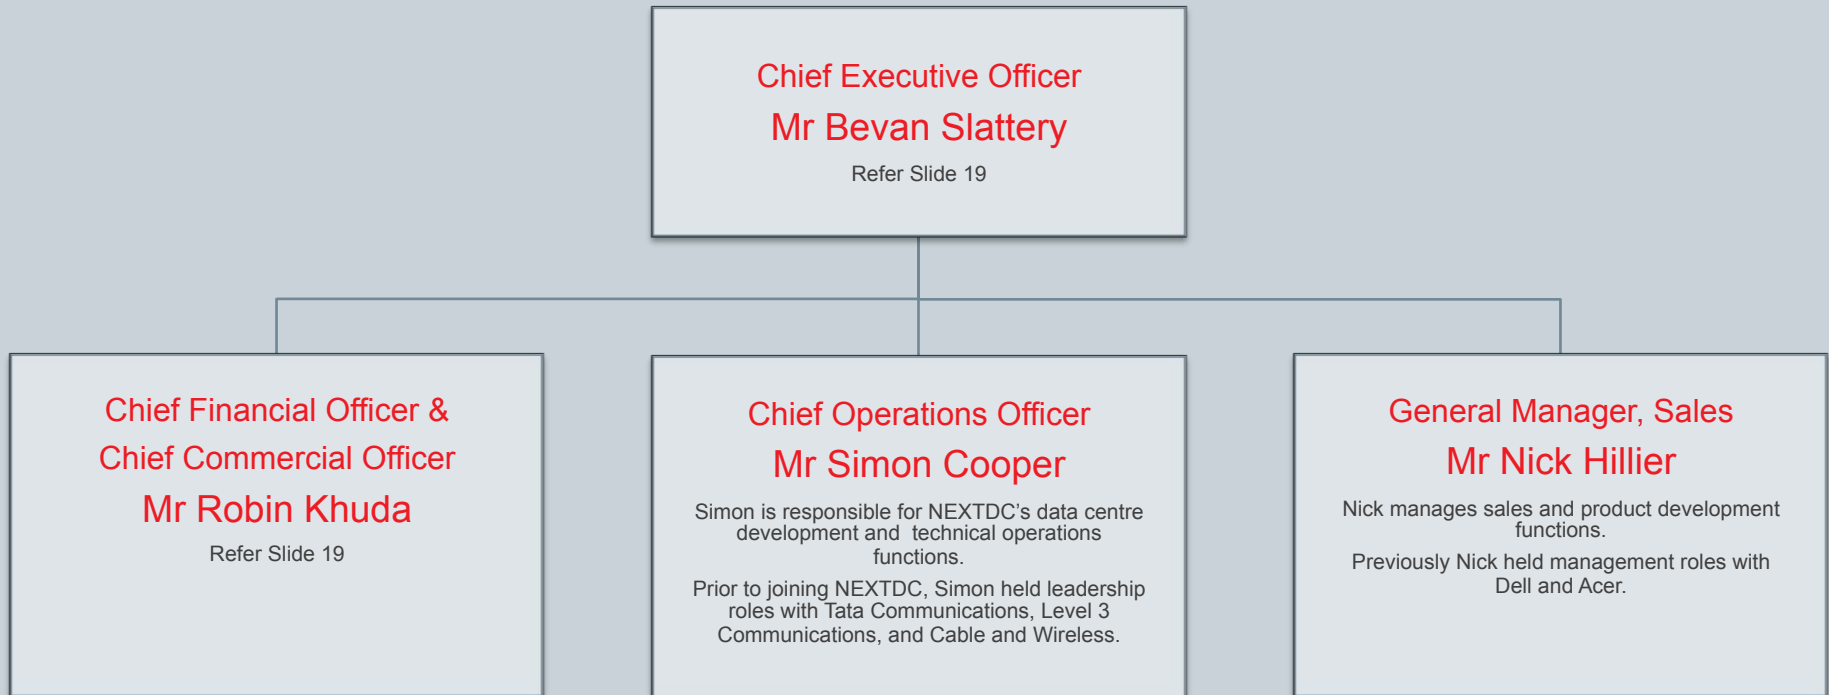 Chief Executive Officer
Mr Bevan Slattery
Refer Slide 19
Chief Financial Officer &
Chief Commercial Officer
Mr Robin Khuda
Refer Slide 19
Chief Operations Officer
Mr Simon Cooper
Simon is responsible for NEXTDC’s data centre
development and  technical operations
functions.
Prior to joining NEXTDC, Simon held leadership
roles with Tata Communications, Level 3
Communications, and Cable and Wireless.
General Manager, Sales
Mr Nick Hillier
Nick manages sales and product development
functions.
Previously Nick held management roles with
Dell and Acer.